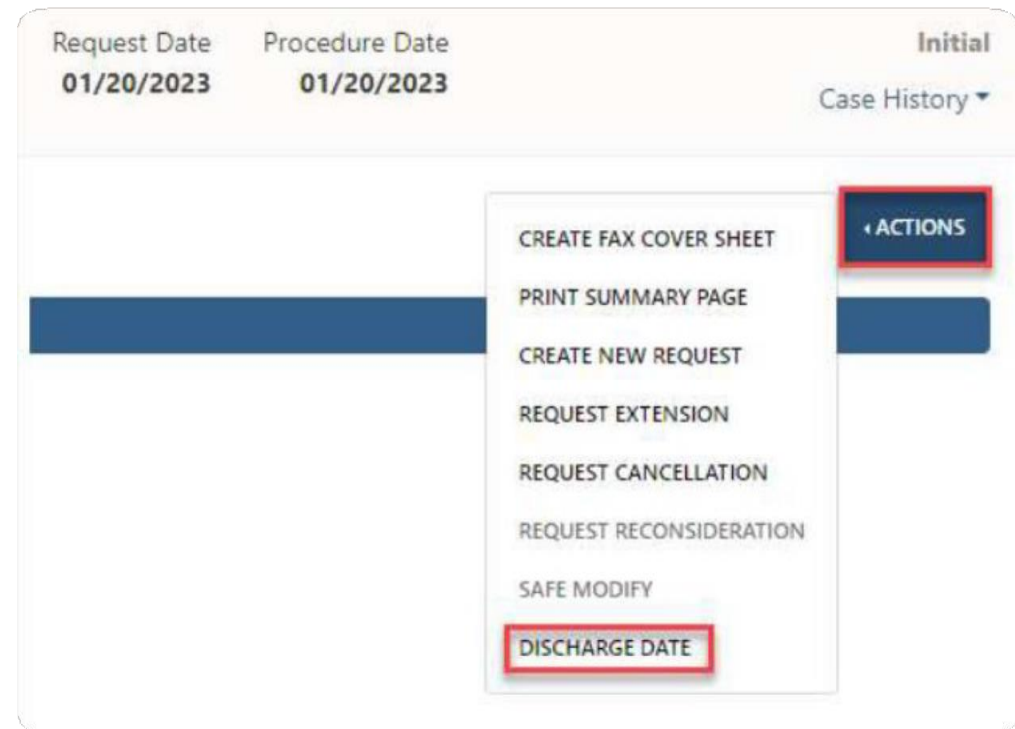 Request Date Procedure Date Initial
01/20/2023 01/20/2023
Case History
ACTIONS
CREATE FAX COVER SHEET
PRINT SUMMARY PAGE
CREATE NEW REQUEST
REQUEST EXTENSION
REQUEST CANCELLATION
REQUEST RECONSIDERATION
SAFE MODIFY
DISCHARGE DATE